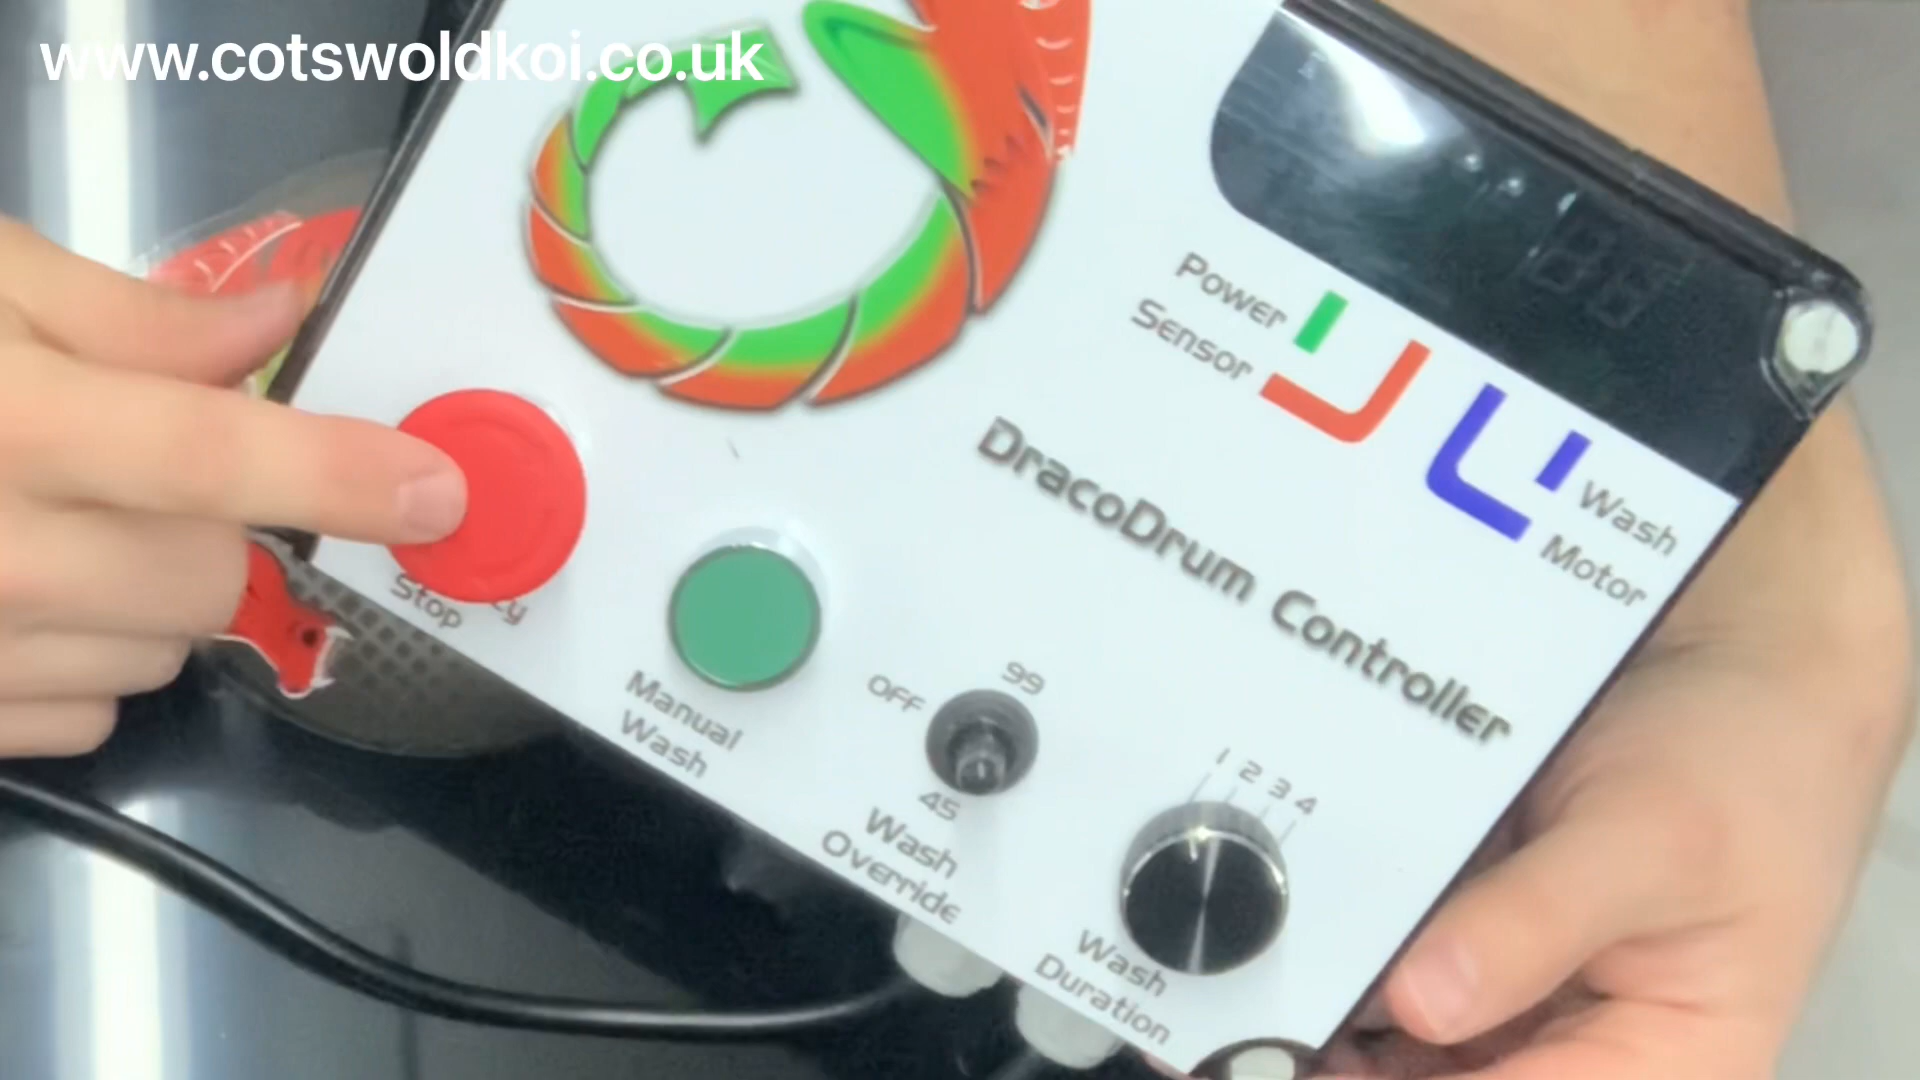 www.cotswoldkoi.co.uk
Power
Sensor
Wash
Motor
DracoDrum Controller
Stop
Manual
Wash
OFF
99
45
Wash
Override
1 2 3 4
Wash
Duration